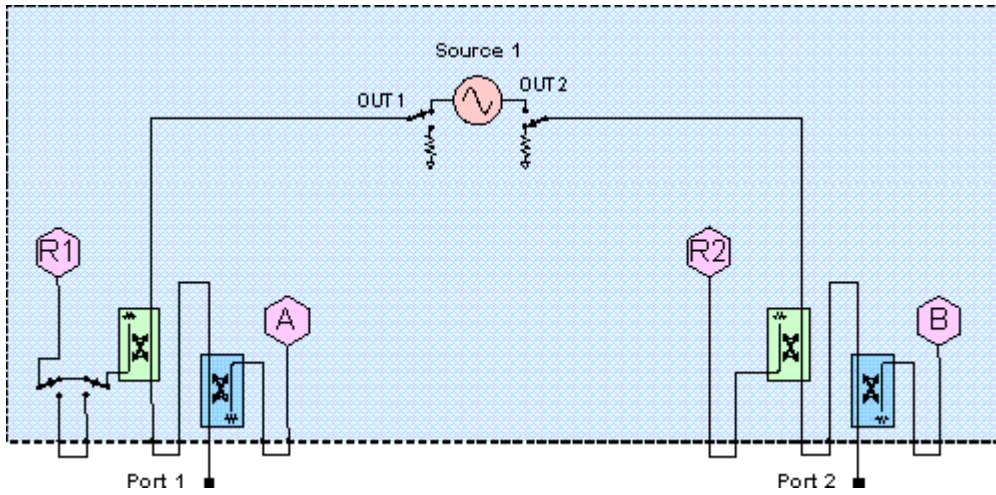 Source 1
OUT 1
OUT 2
R1
R2
A
B
Port 1
Port 2